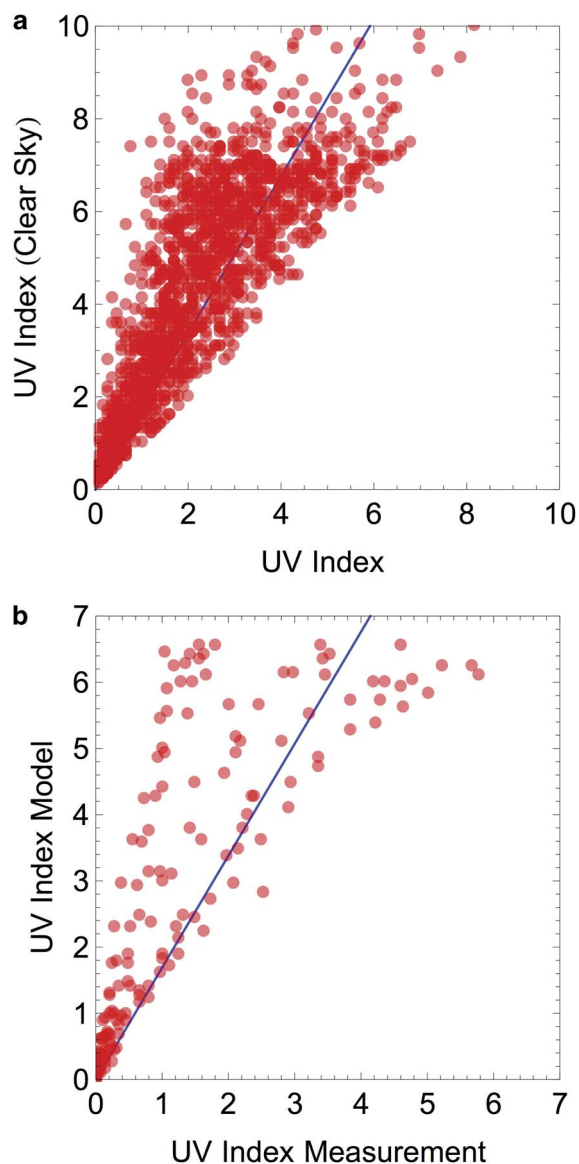 a
10
8
6
4
2
0
UV Index (Clear Sky)
0 2 4 6 8 10
UV Index
b
7
6
5
4
3
2
1
0
UV Index Model
0 1 2 3 4 5 6 7
UV Index Measurement